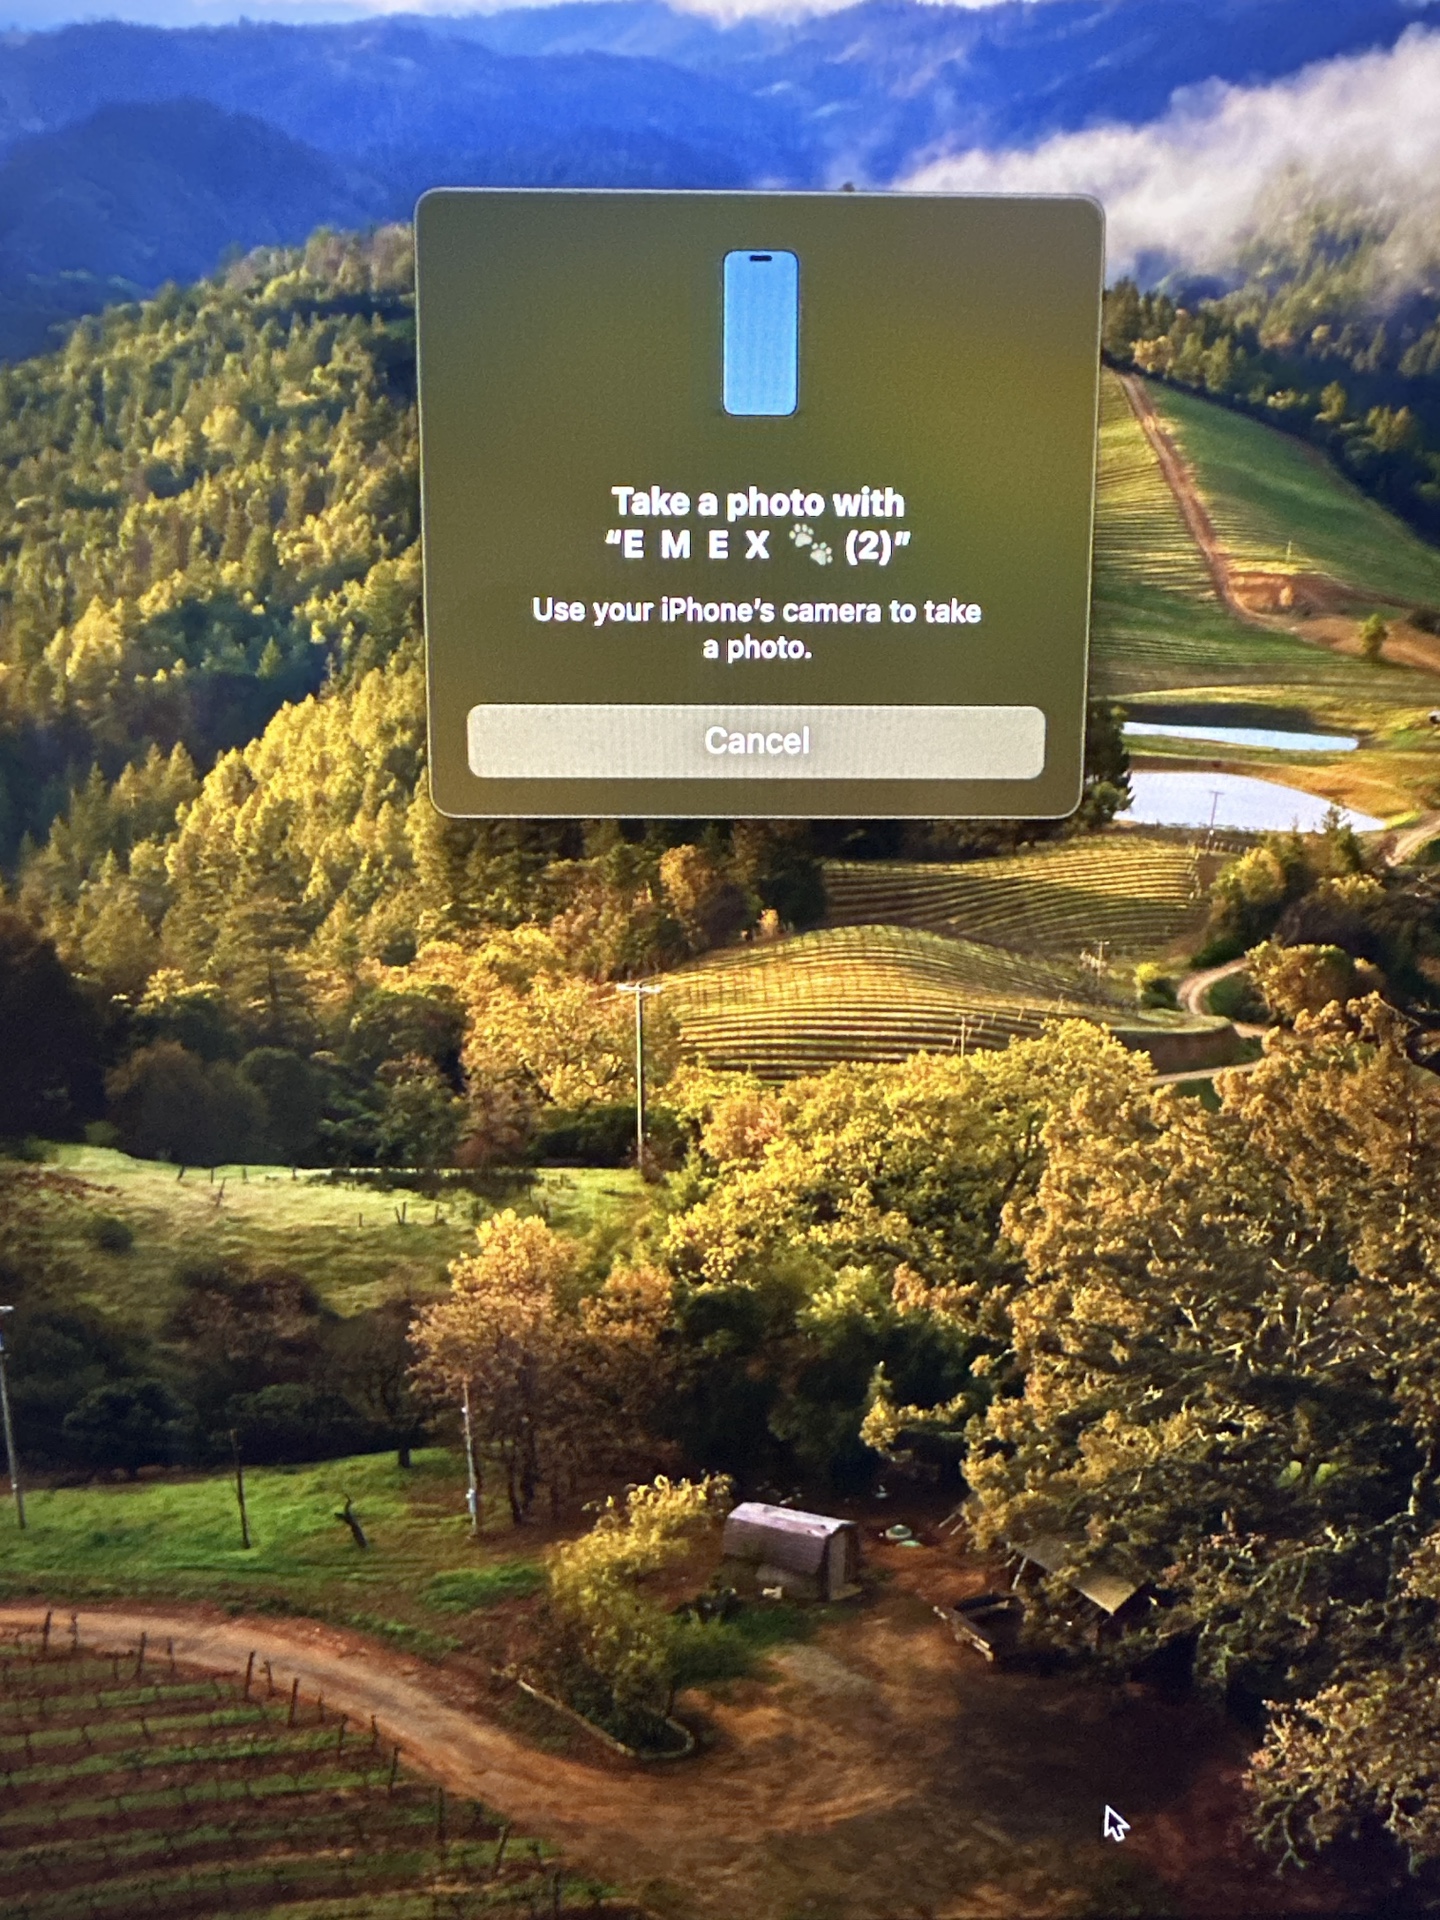 Take a photo with
“E M E X 🐾 (2)”
Use your iPhone’s camera to take
a photo.
Cancel